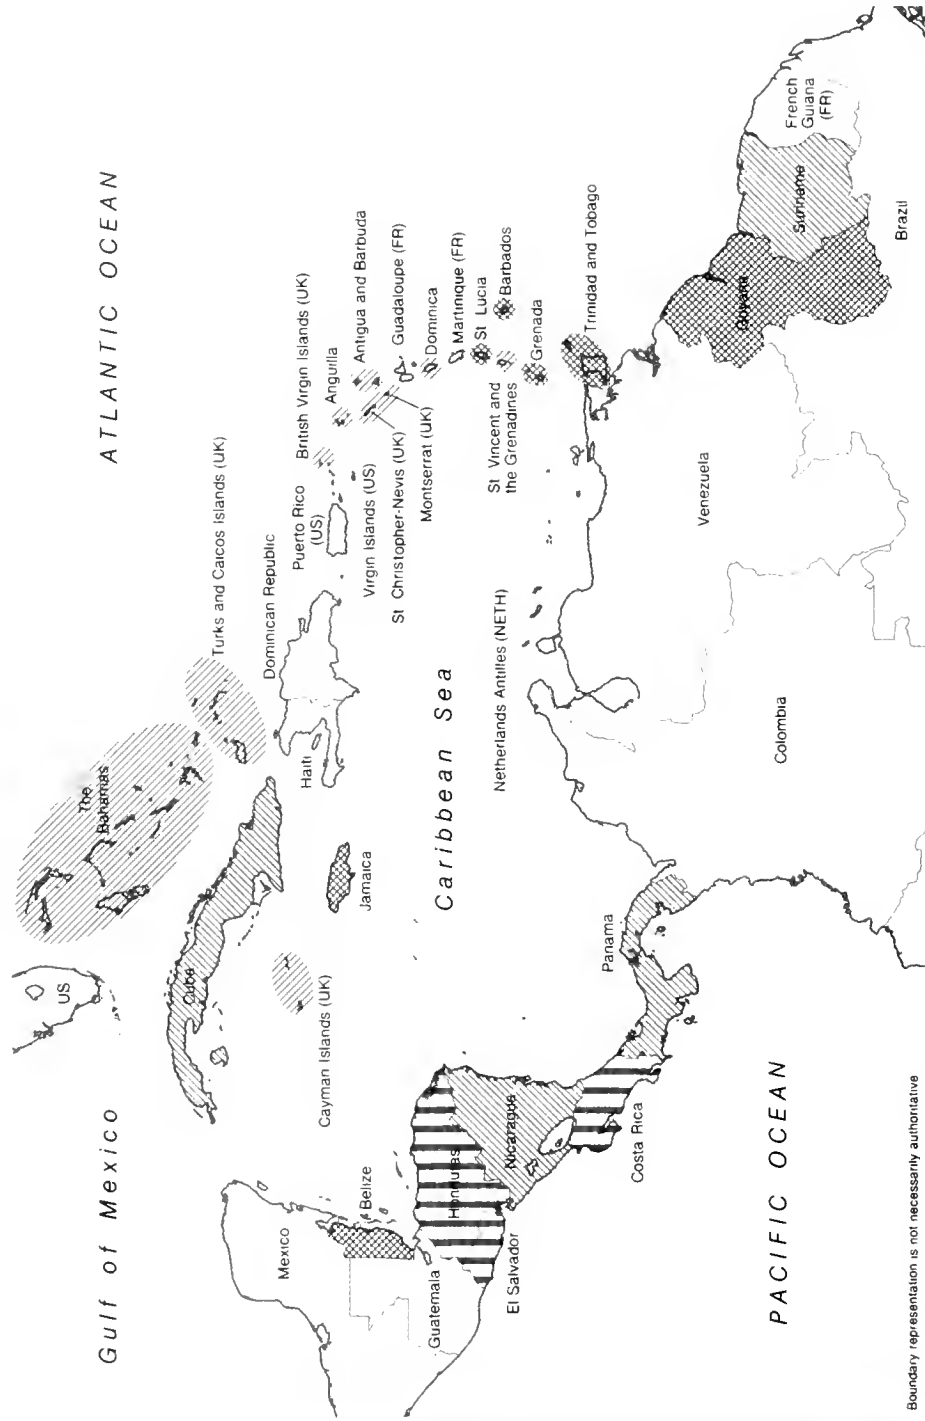 Gulf of Mexico
ATLANTIC OCEAN
US
The
Bahamas
Turks and Caicos Islands (UK)
Cuba
Cayman Islands (UK)
Jamaica
Haiti
Dominican Republic
Puerto Rico
(US)
British Virgin Islands (UK)
Virgin Islands (US)
Anguilla
St Christopher-Nevis (UK)
Antigua and Barbuda
Montserrat (UK)
Guadaloupe (FR)
Dominica
Martinique (FR)
St Lucia
Barbados
St Vincent and
the Grenadines
Grenada
Trinidad and Tobago
Netherlands Antilles (NETH)
Caribbean Sea
Mexico
Belize
Guatemala
Honduras
El Salvador
Nicaragua
Costa Rica
Panama
Colombia
Venezuela
Guyana
Suriname
French
Guiana
(FR)
Brazil
PACIFIC OCEAN
Boundary representation is not necessarily authoritative